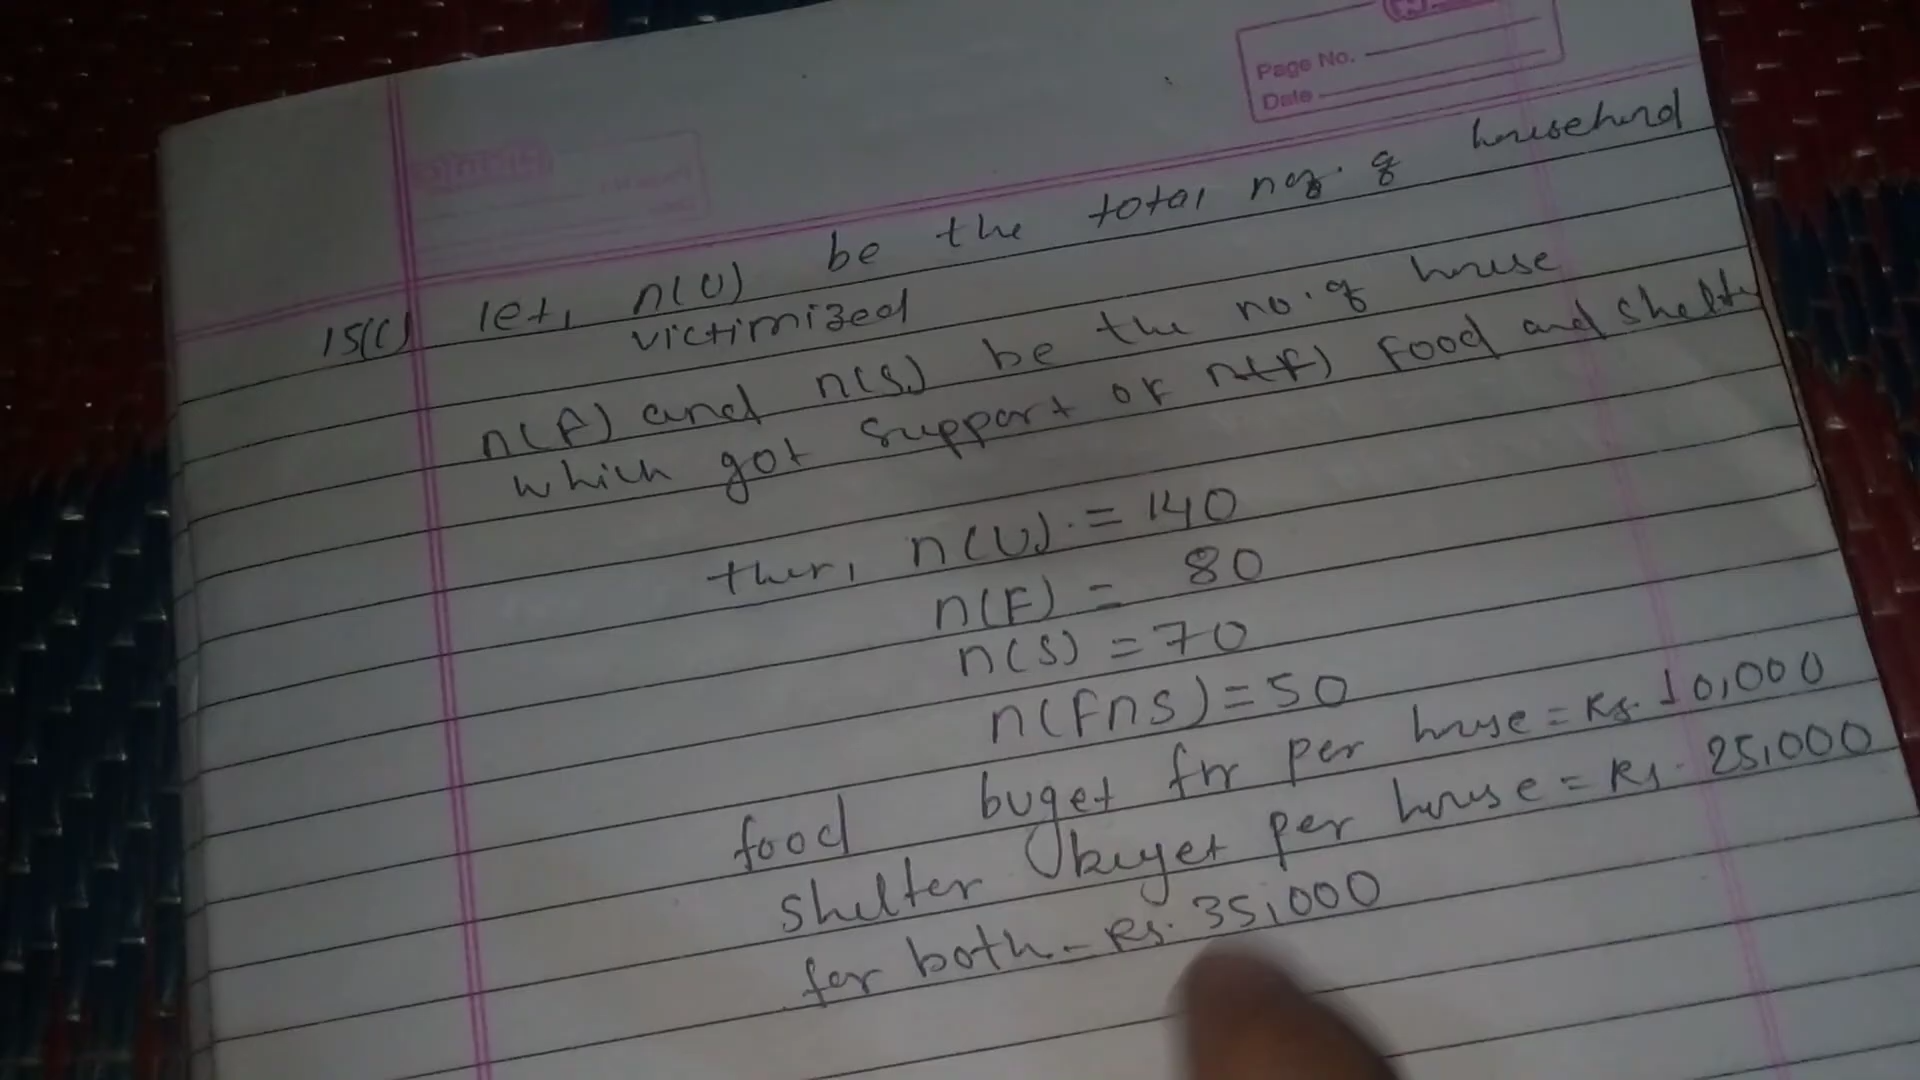 Page No.
Date
15(c) let, n(U) be the total no. of household
victimized
n(F) and n(S) be the no. of house
which got support of n(F) food and shelte
then, n(U) = 140
n(F) = 80
n(S) = 70
n(F∩S) = 50
food buget for per house = Rs. 10,000
shelter buget per house = Rs. 25,000
for both - Rs. 35,000